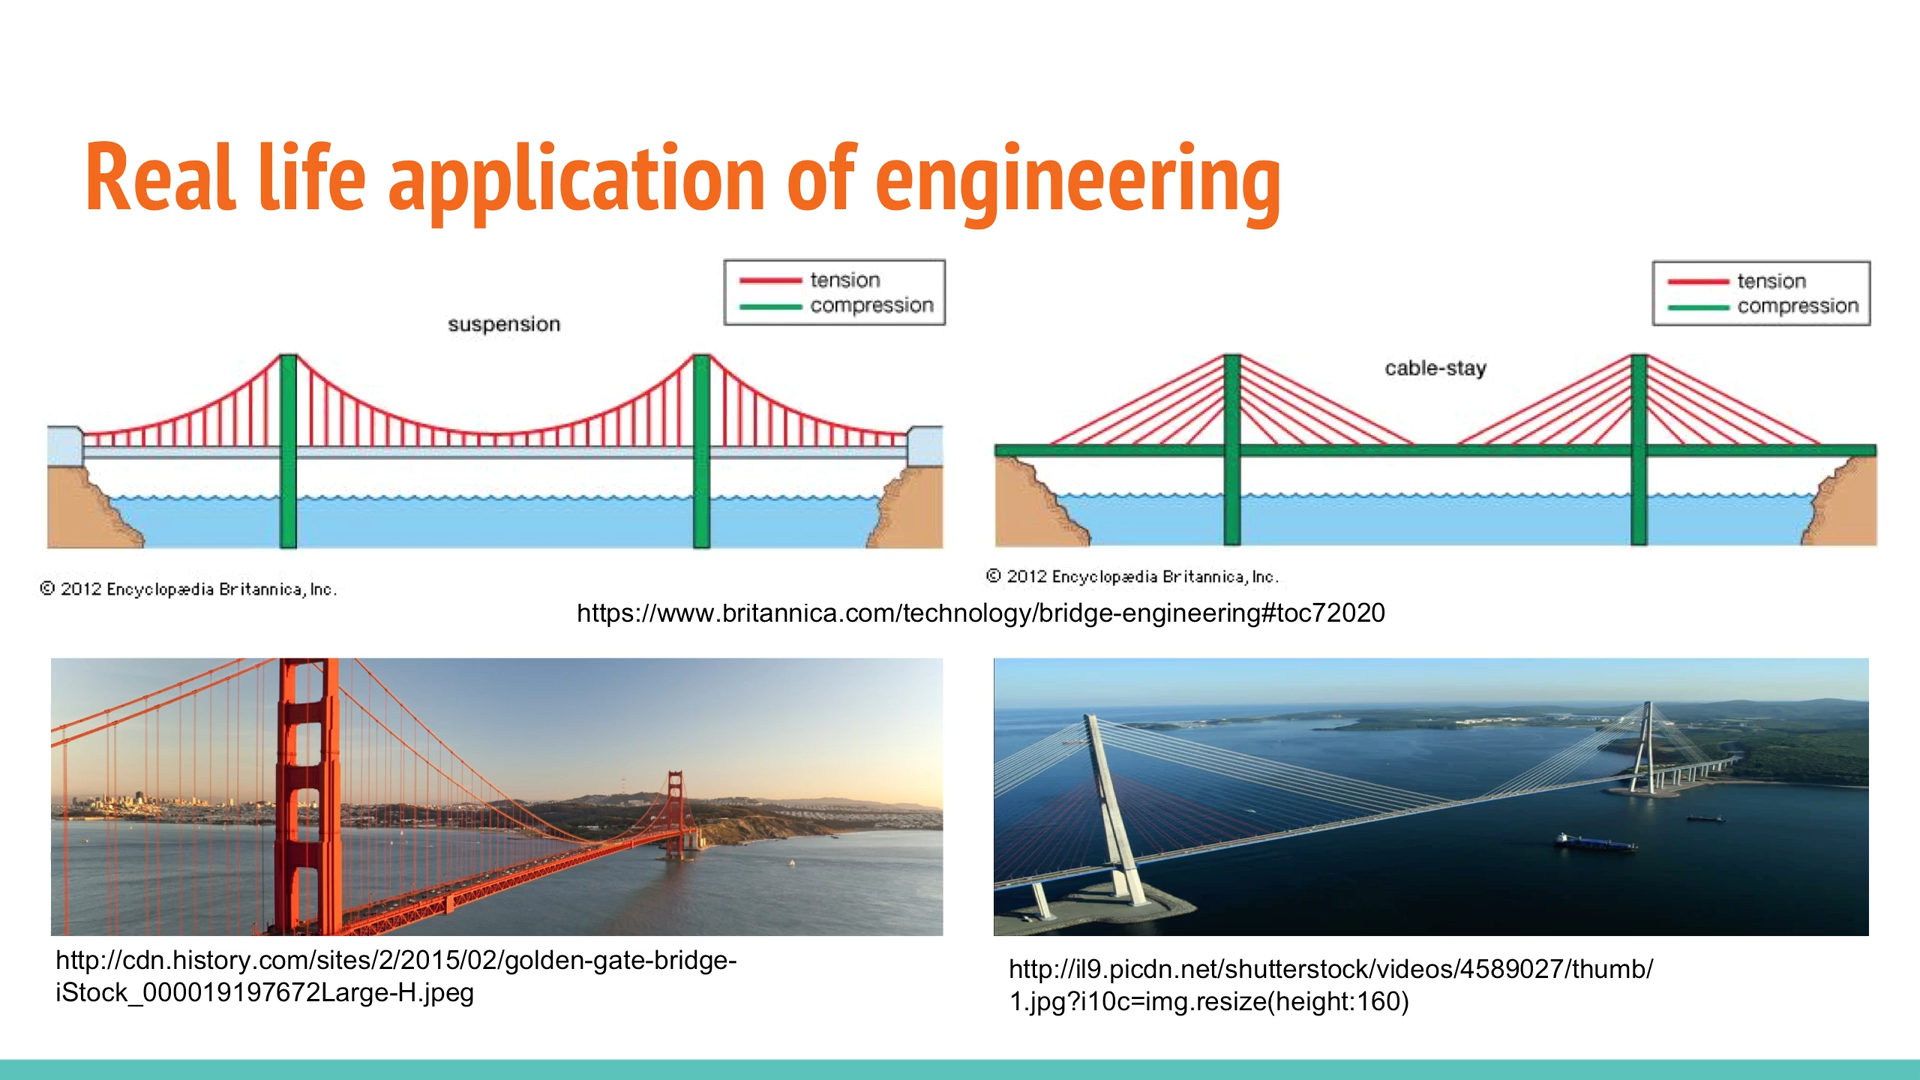 Real life application of engineering
tension
compression
suspension
tension
compression
cable-stay
© 2012 Encyclopædia Britannica, Inc.
© 2012 Encyclopædia Britannica, Inc.
https://www.britannica.com/technology/bridge-engineering#toc72020
http://cdn.history.com/sites/2/2015/02/golden-gate-bridge-
iStock_000019197672Large-H.jpeg
http://il9.picdn.net/shutterstock/videos/4589027/thumb/
1.jpg?i10c=img.resize(height:160)